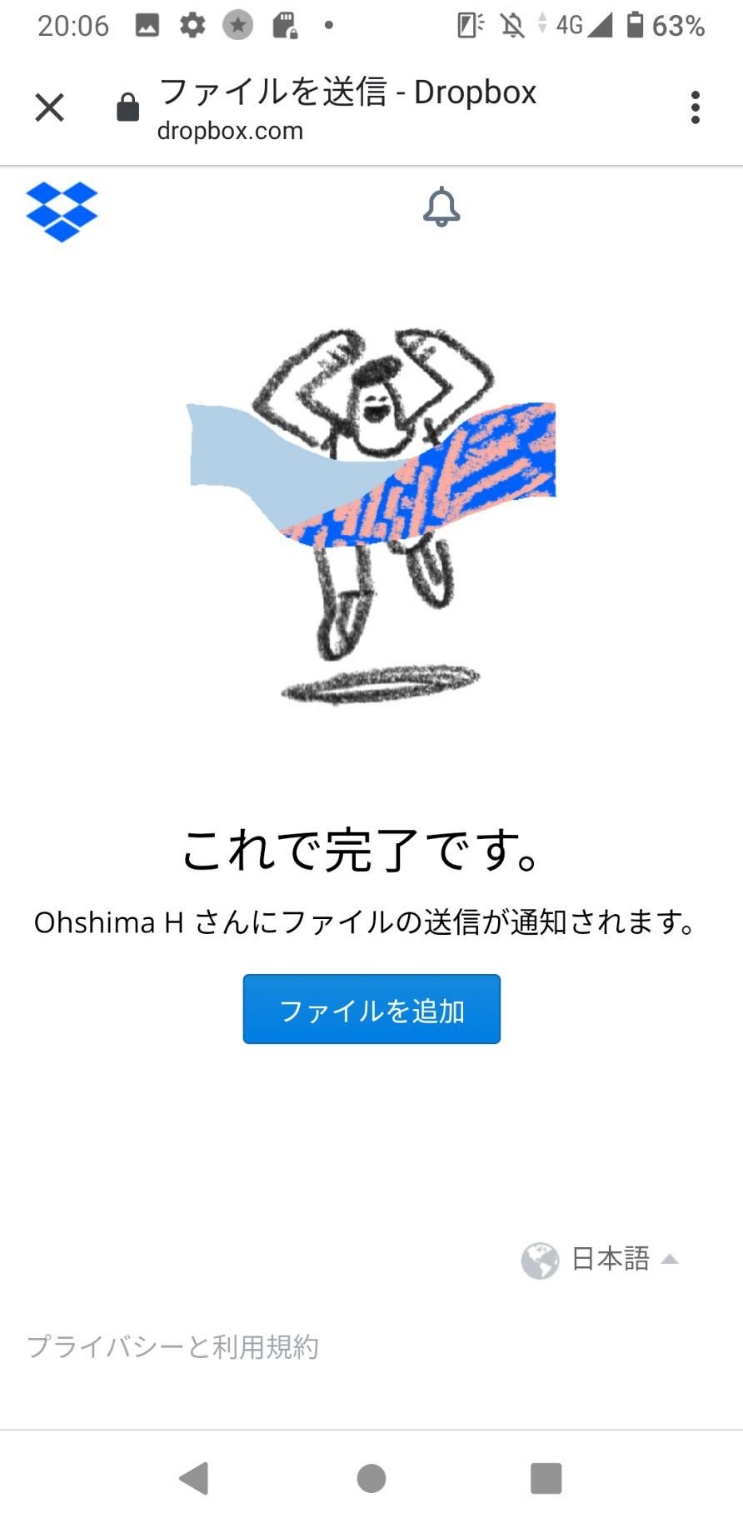 20:06 4G 63%
ファイルを送信 - Dropbox
dropbox.com
これで完了です。
Ohshima H さんにファイルの送信が通知されます。
ファイルを追加
日本語
プライバシーと利用規約